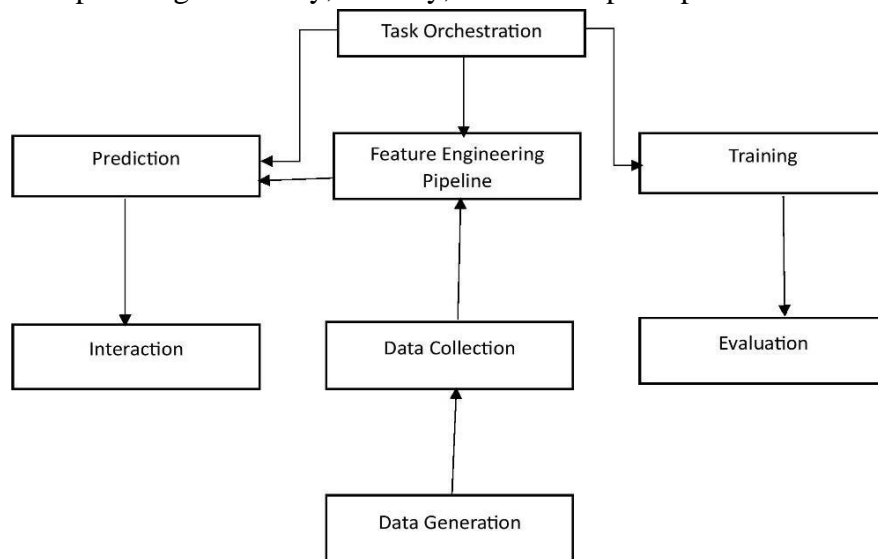 Task Orchestration
Prediction
Feature Engineering
Pipeline
Training
Interaction
Data Collection
Evaluation
Data Generation